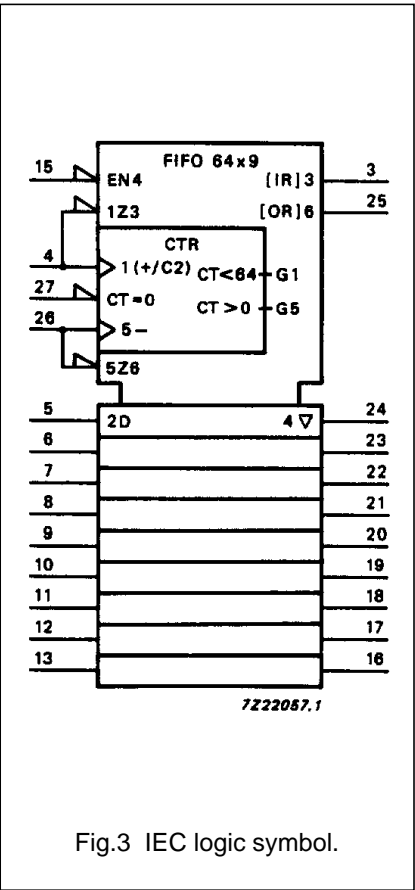 FIFO 64x9
15 EN4 [IR]3 3
1Z3 [OR]6 25
CTR
4 1(+/C2) CT<64 G1
27 CT=0 CT>0 G5
26 5–
5Z6
5 2D 4 ▽ 24
6 23
7 22
8 21
9 20
10 19
11 18
12 17
13 16
7Z22057.1
Fig.3 IEC logic symbol.